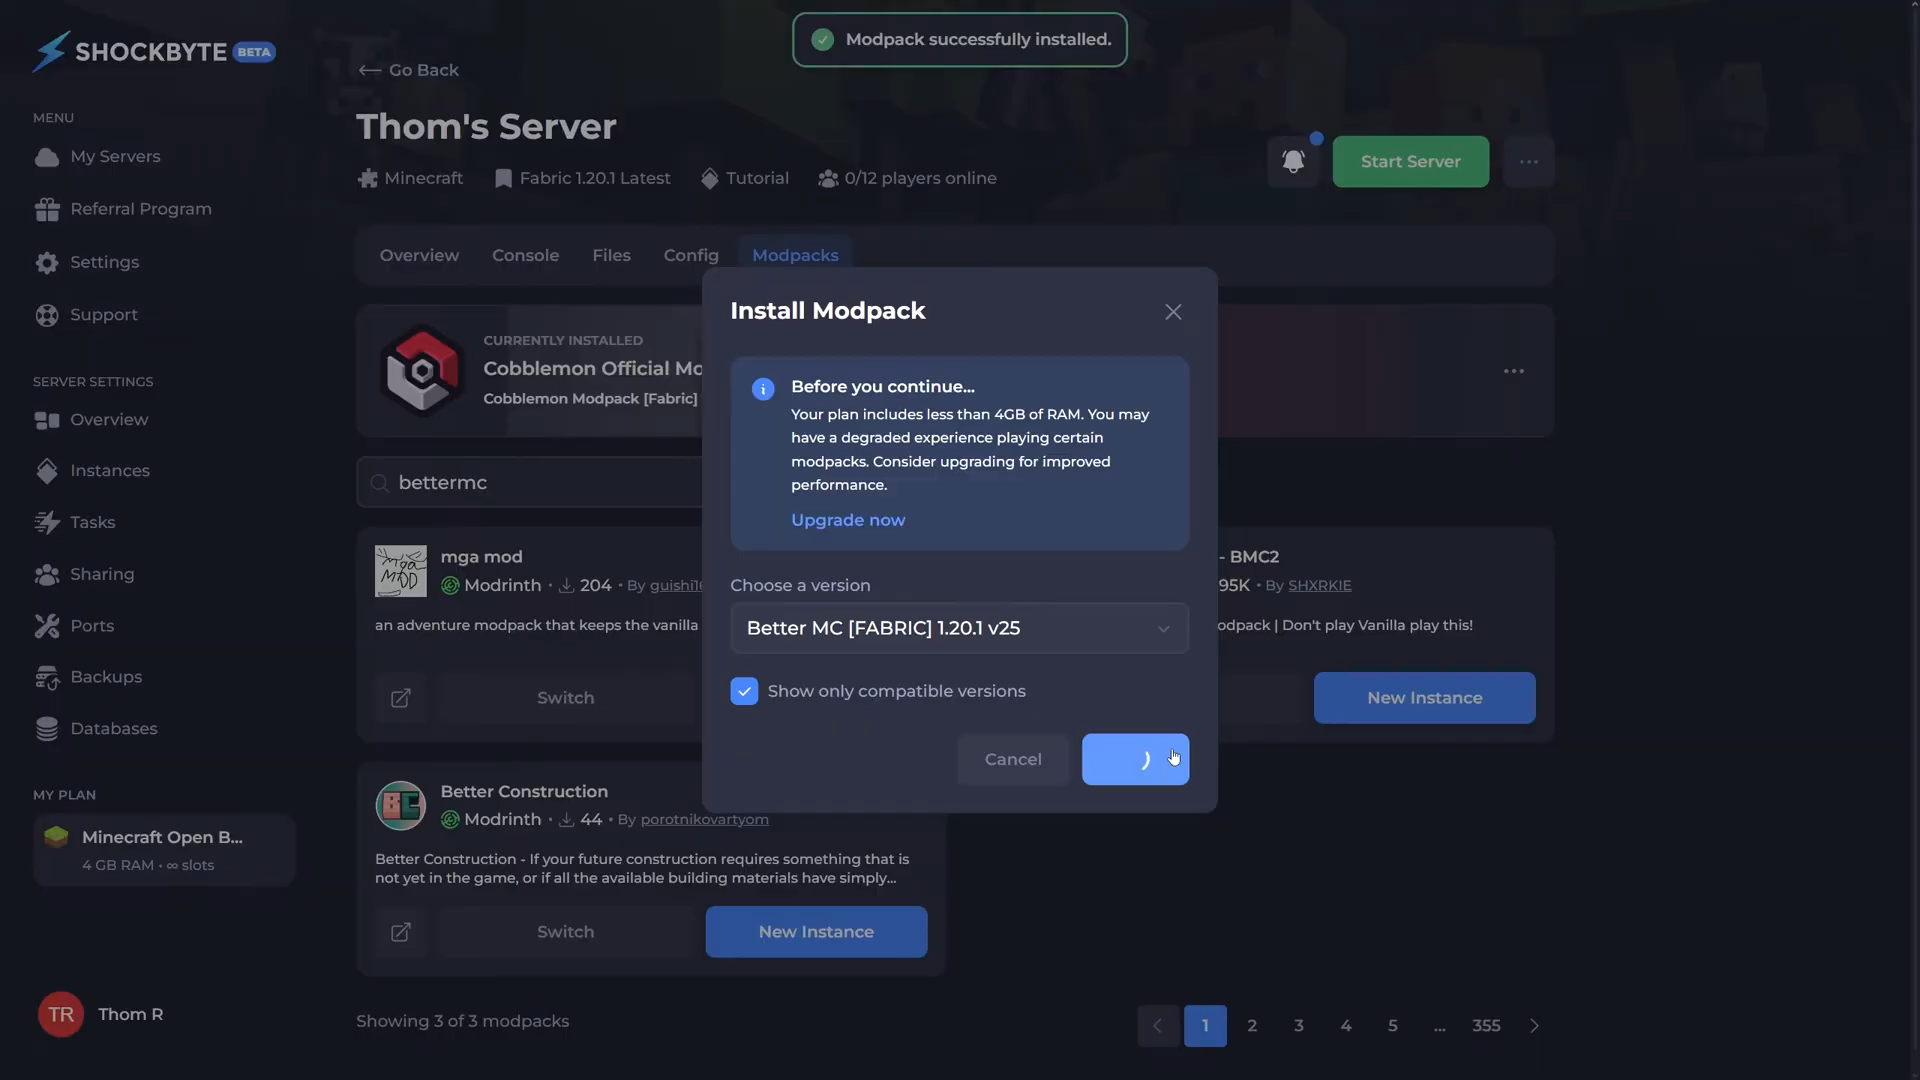 SHOCKBYTE BETA
Modpack successfully installed.
Go Back
MENU
My Servers
Referral Program
Settings
Support
SERVER SETTINGS
Overview
Instances
Tasks
Sharing
Ports
Backups
Databases
MY PLAN
Minecraft Open B...
4 GB RAM • ∞ slots
TR Thom R
Thom's Server
Minecraft Fabric 1.20.1 Latest Tutorial 0/12 players online
Start Server
Overview Console Files Config Modpacks
CURRENTLY INSTALLED
Cobblemon Official Mo
Cobblemon Modpack [Fabric]
bettermc
mga mod
MgA MOD
Modrinth • 204 • By guishi1
an adventure modpack that keeps the vanilla
Switch
- BMC2
95K • By SHXRKIE
odpack | Don't play Vanilla play this!
New Instance
BC
Better Construction
Modrinth • 44 • By porotnikovartyom
Better Construction - If your future construction requires something that is
not yet in the game, or if all the available building materials have simply...
Switch
New Instance
Showing 3 of 3 modpacks
1 2 3 4 5 ... 355
Install Modpack
Before you continue...
Your plan includes less than 4GB of RAM. You may
have a degraded experience playing certain
modpacks. Consider upgrading for improved
performance.
Upgrade now
Choose a version
Better MC [FABRIC] 1.20.1 v25
Show only compatible versions
Cancel